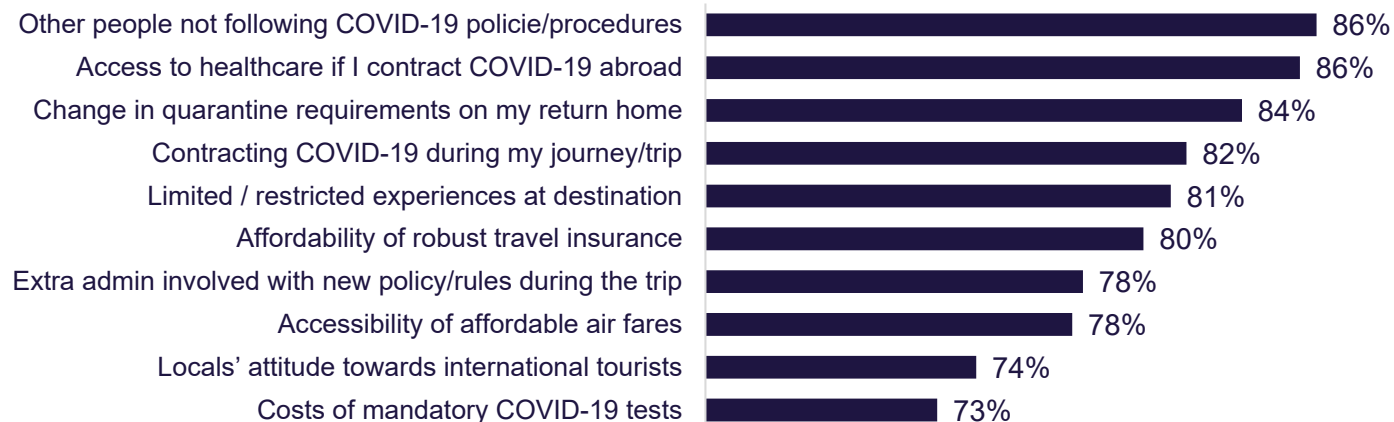 Other people not following COVID-19 policie/procedures 86%
Access to healthcare if I contract COVID-19 abroad 86%
Change in quarantine requirements on my return home 84%
Contracting COVID-19 during my journey/trip 82%
Limited / restricted experiences at destination 81%
Affordability of robust travel insurance 80%
Extra admin involved with new policy/rules during the trip 78%
Accessibility of affordable air fares 78%
Locals’ attitude towards international tourists 74%
Costs of mandatory COVID-19 tests 73%